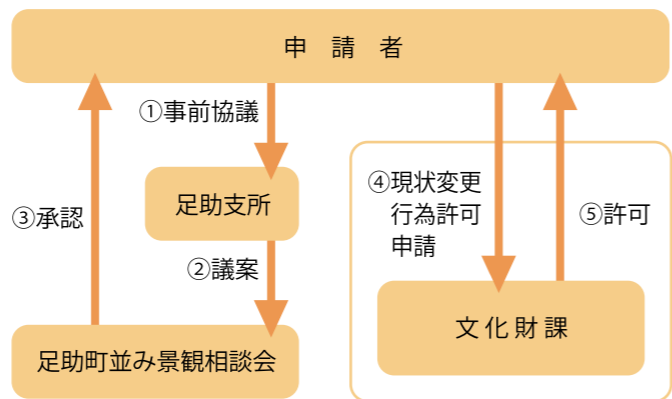 申請者
①事前協議
足助支所
③承認
②議案
足助町並み景観相談会
④現状変更
行為許可
申請
⑤許可
文化財課